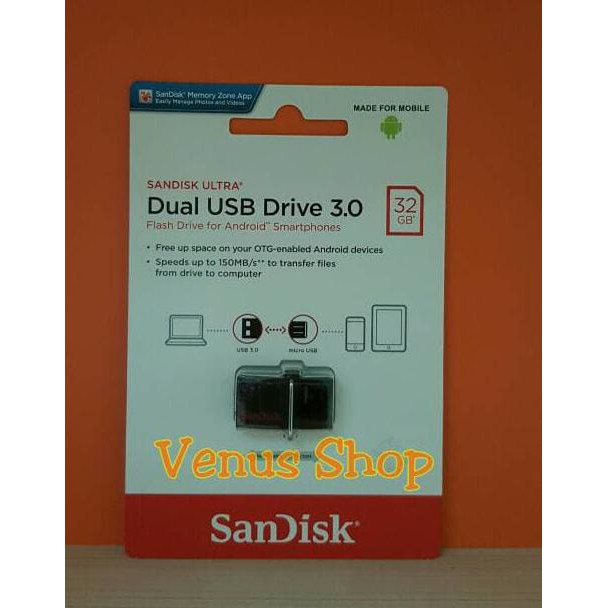 SanDisk® Memory Zone App
Easily Manage Photos and Videos
MADE FOR MOBILE
SANDISK ULTRA®
Dual USB Drive 3.0
Flash Drive for Android™ Smartphones
32
GB*
• Free up space on your OTG-enabled Android devices
• Speeds up to 150MB/s** to transfer files
from drive to computer
USB 3.0
micro USB
Venus Shop
SanDisk®